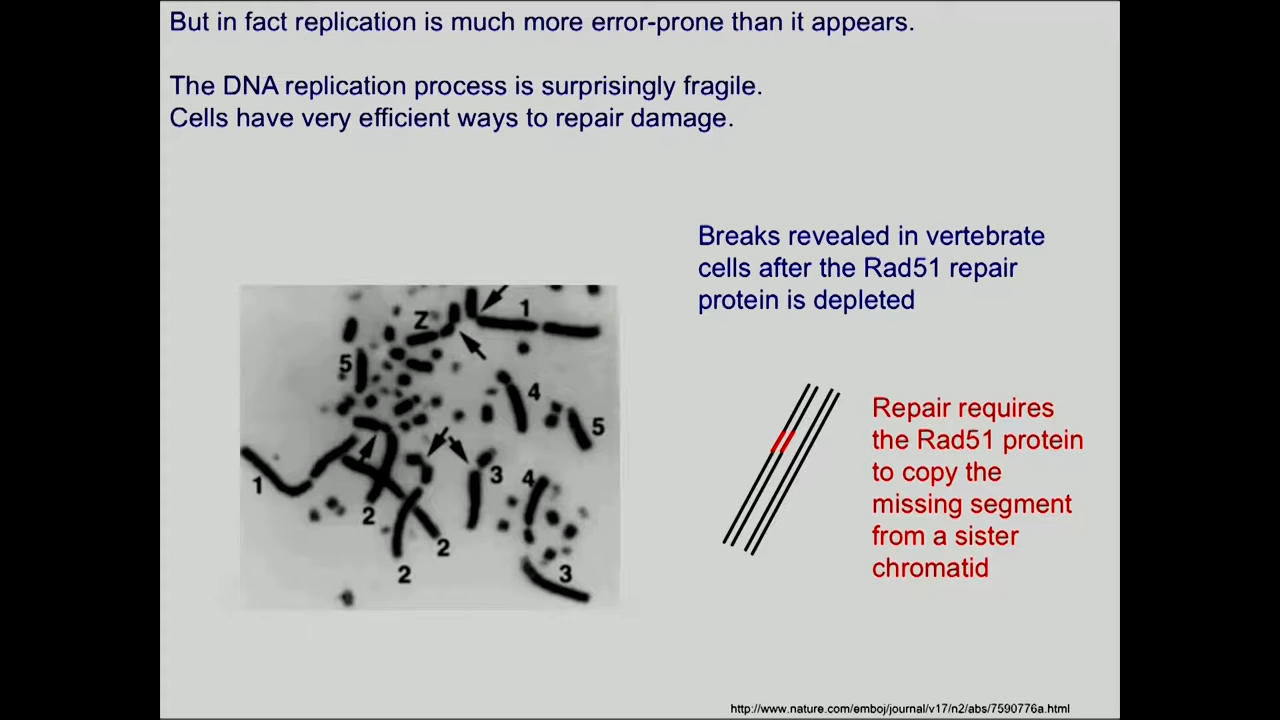 But in fact replication is much more error-prone than it appears.
The DNA replication process is surprisingly fragile.
Cells have very efficient ways to repair damage.
Breaks revealed in vertebrate
cells after the Rad51 repair
protein is depleted
Z
1
5
4
5
3
4
1
2
2
2
3
Repair requires
the Rad51 protein
to copy the
missing segment
from a sister
chromatid
http://www.nature.com/emboj/journal/v17/n2/abs/7590776a.html